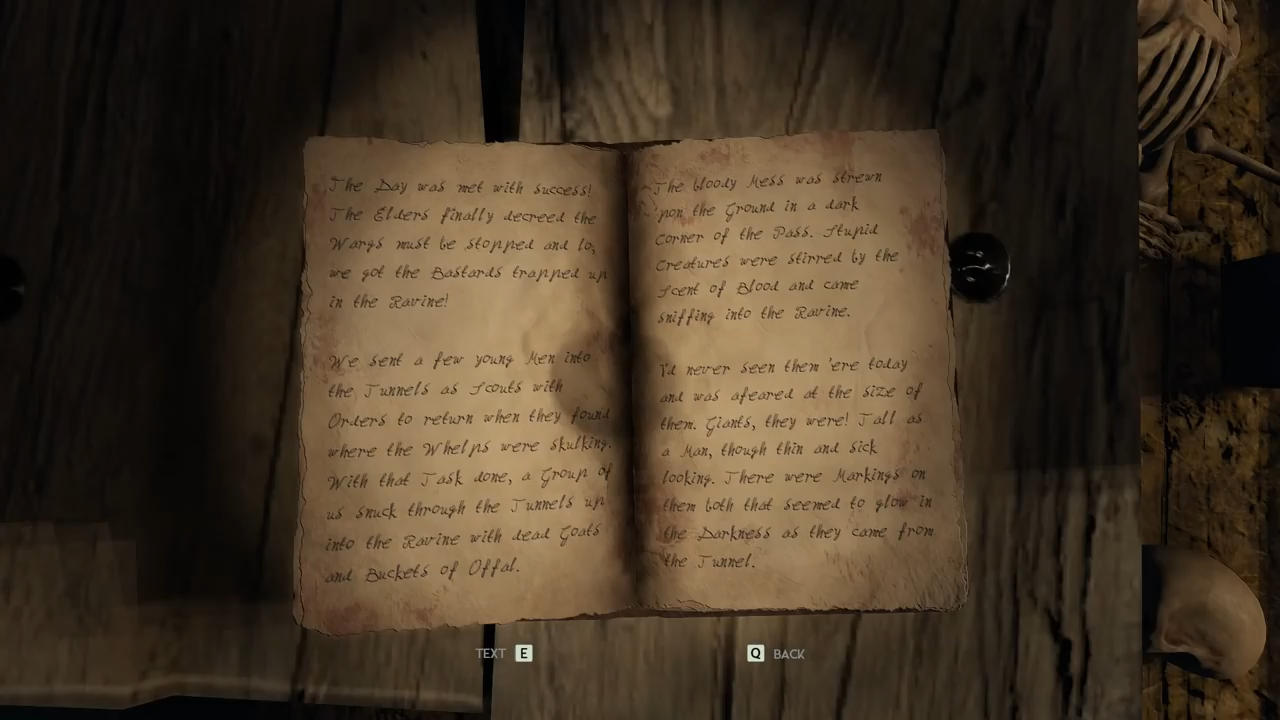 The Day was met with success!
The Elders finally decreed the
Wargs must be stopped and lo,
we got the Bastards trapped up
in the Ravine!
We sent a few young Men into
the Tunnels as Scouts with
Orders to return when they found
where the Whelps were skulking.
With that Task done, a Group of
us snuck through the Tunnels up
into the Ravine with dead Goats
and Buckets of Offal.
The bloody Mess was strewn
'pon the Ground in a dark
Corner of the Pass. Stupid
Creatures were stirred by the
Scent of Blood and came
sniffing into the Ravine.
I'd never seen them 'ere today
and was afeared at the size of
them. Giants, they were! Tall as
a Man, though thin and sick
looking. There were Markings on
them both that seemed to glow in
the Darkness as they came from
the Tunnel.
TEXT E
Q BACK